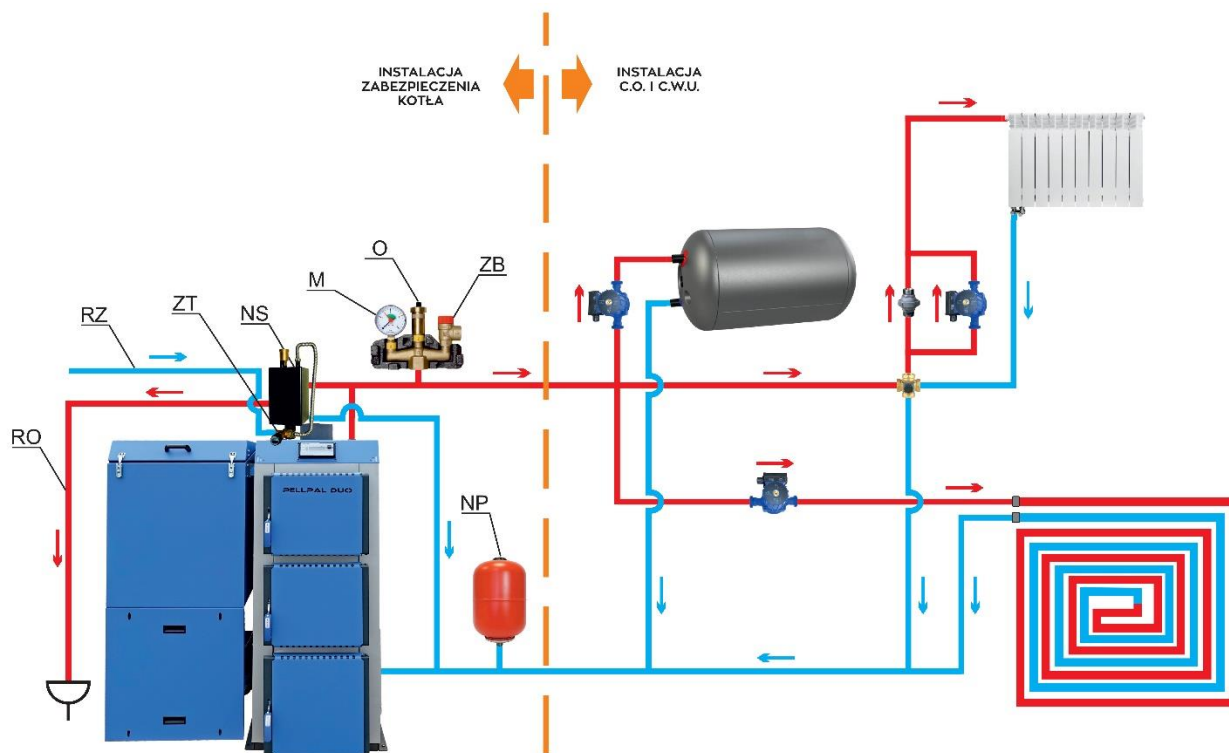 INSTALACJA
ZABEZPIECZENIA
KOTŁA
INSTALACJA
C.O. I C.W.U.
O
M
ZB
RZ
ZT
NS
RO
PELLPAL DUO
NP